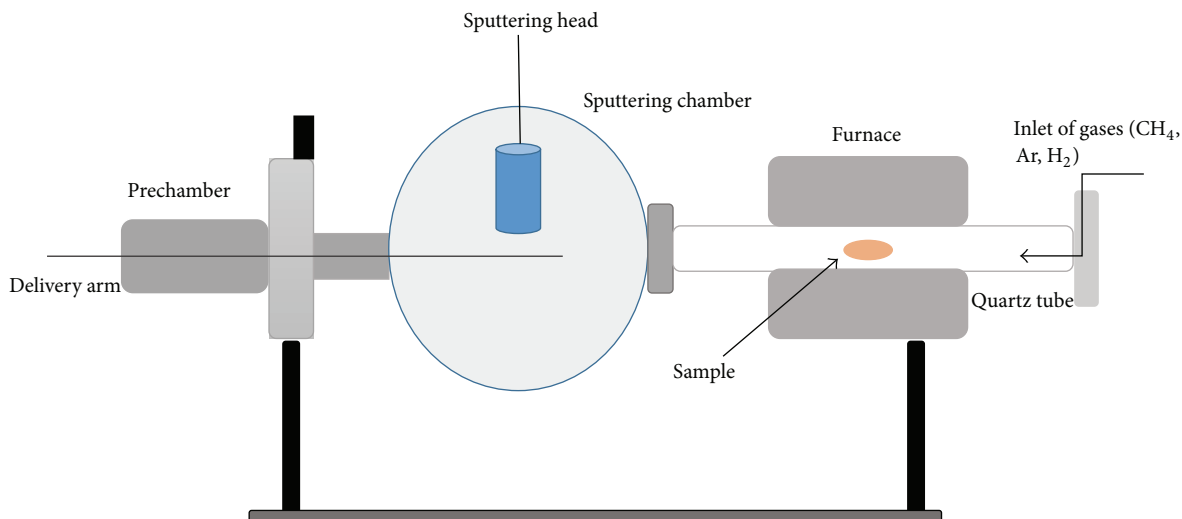 Sputtering head
Sputtering chamber
Furnace
Inlet of gases (CH₄,
Ar, H₂)
Prechamber
Delivery arm
Quartz tube
Sample